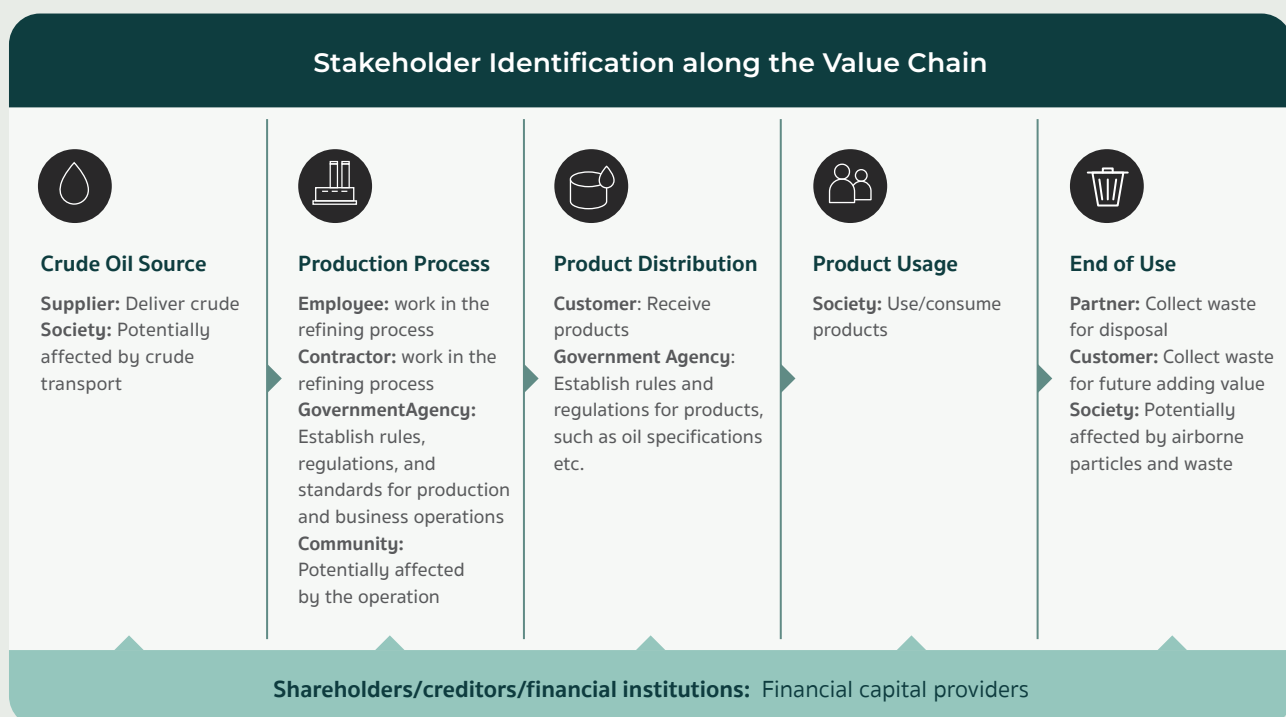 Stakeholder Identification along the Value Chain
Crude Oil Source
Supplier: Deliver crude
Society: Potentially
affected by crude
transport
Production Process
Employee: work in the
refining process
Contractor: work in the
refining process
GovernmentAgency:
Establish rules,
regulations, and
standards for production
and business operations
Community:
Potentially affected
by the operation
Product Distribution
Customer: Receive
products
Government Agency:
Establish rules and
regulations for products,
such as oil specifications
etc.
Product Usage
Society: Use/consume
products
End of Use
Partner: Collect waste
for disposal
Customer: Collect waste
for future adding value
Society: Potentially
affected by airborne
particles and waste
Shareholders/creditors/financial institutions: Financial capital providers